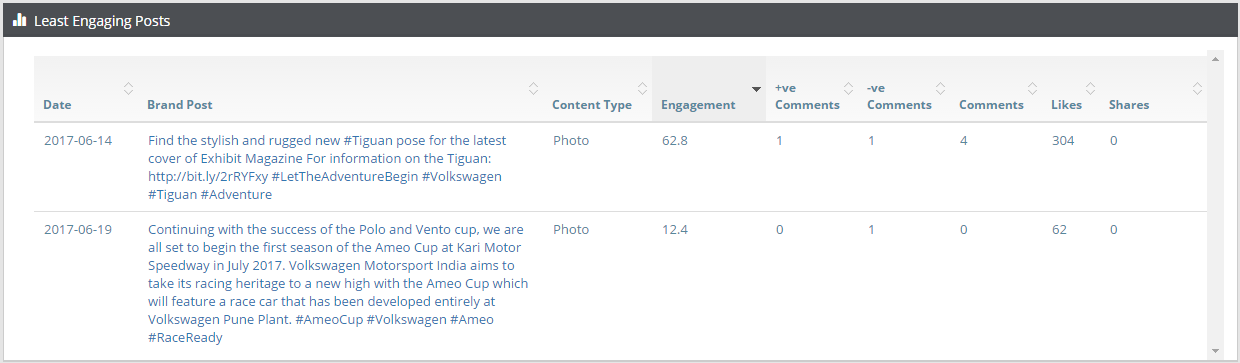 Least Engaging Posts
Date Brand Post Content Type Engagement +ve Comments -ve Comments Comments Likes Shares
2017-06-14 Find the stylish and rugged new #Tiguan pose for the latest Photo 62.8 1 1 4 304 0
cover of Exhibit Magazine For information on the Tiguan:
http://bit.ly/2rRYFxy #LetTheAdventureBegin #Volkswagen
#Tiguan #Adventure
2017-06-19 Continuing with the success of the Polo and Vento cup, we are Photo 12.4 0 1 0 62 0
all set to begin the first season of the Ameo Cup at Kari Motor
Speedway in July 2017. Volkswagen Motorsport India aims to
take its racing heritage to a new high with the Ameo Cup which
will feature a race car that has been developed entirely at
Volkswagen Pune Plant. #AmeoCup #Volkswagen #Ameo
#RaceReady